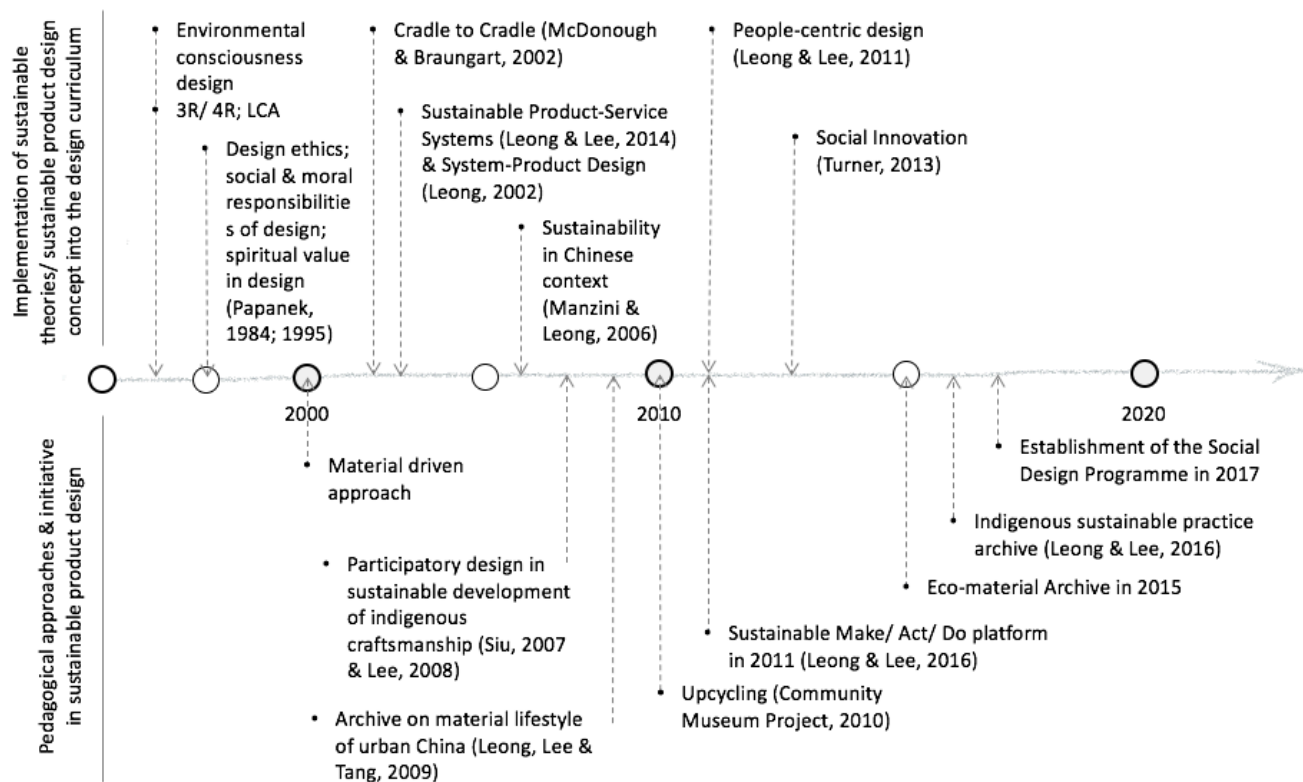 Implementation of sustainable
theories/ sustainable product design
concept into the design curriculum
Environmental
consciousness
design
3R/ 4R; LCA
Design ethics;
social & moral
responsibilitie
s of design;
spiritual value
in design
(Papanek,
1984; 1995)
Cradle to Cradle (McDonough
& Braungart, 2002)
Sustainable Product-Service
Systems (Leong & Lee, 2014)
& System-Product Design
(Leong, 2002)
Sustainability
in Chinese
context
(Manzini &
Leong, 2006)
People-centric design
(Leong & Lee, 2011)
Social Innovation
(Turner, 2013)
2000
2010
2020
Pedagogical approaches & initiative
in sustainable product design
Material driven
approach
Participatory design in
sustainable development
of indigenous
craftsmanship (Siu, 2007
& Lee, 2008)
Archive on material lifestyle
of urban China (Leong, Lee &
Tang, 2009)
Upcycling (Community
Museum Project, 2010)
Sustainable Make/ Act/ Do platform
in 2011 (Leong & Lee, 2016)
Eco-material Archive in 2015
Indigenous sustainable practice
archive (Leong & Lee, 2016)
Establishment of the Social
Design Programme in 2017